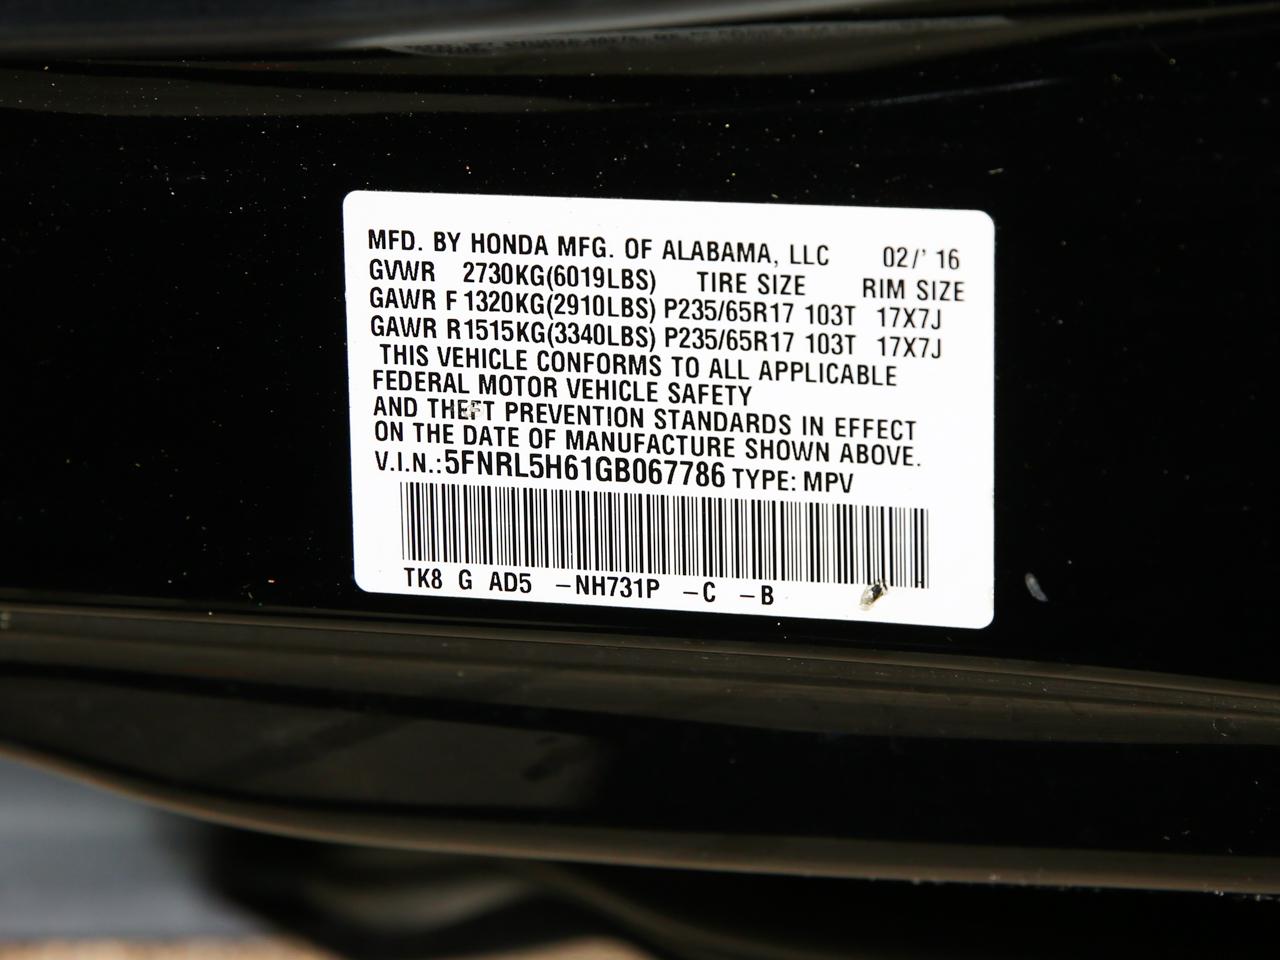 MFD. BY HONDA MFG. OF ALABAMA, LLC 02/' 16
GVWR 2730KG(6019LBS) TIRE SIZE RIM SIZE
GAWR F 1320KG(2910LBS) P235/65R17 103T 17X7J
GAWR R1515KG(3340LBS) P235/65R17 103T 17X7J
THIS VEHICLE CONFORMS TO ALL APPLICABLE
FEDERAL MOTOR VEHICLE SAFETY
AND THEFT PREVENTION STANDARDS IN EFFECT
ON THE DATE OF MANUFACTURE SHOWN ABOVE.
V.I.N.:5FNRL5H61GB067786 TYPE: MPV
TK8 G AD5 –NH731P –C –B